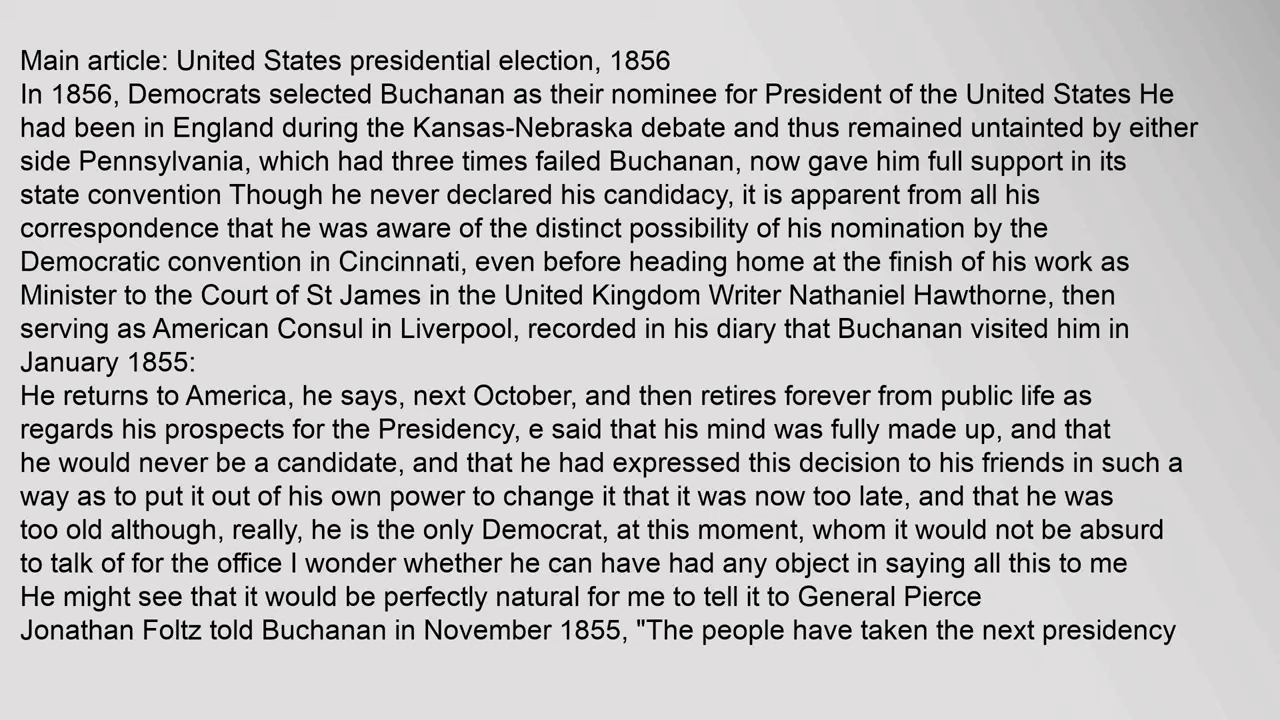 Main article: United States presidential election, 1856
In 1856, Democrats selected Buchanan as their nominee for President of the United States He
had been in England during the Kansas-Nebraska debate and thus remained untainted by either
side Pennsylvania, which had three times failed Buchanan, now gave him full support in its
state convention Though he never declared his candidacy, it is apparent from all his
correspondence that he was aware of the distinct possibility of his nomination by the
Democratic convention in Cincinnati, even before heading home at the finish of his work as
Minister to the Court of St James in the United Kingdom Writer Nathaniel Hawthorne, then
serving as American Consul in Liverpool, recorded in his diary that Buchanan visited him in
January 1855:
He returns to America, he says, next October, and then retires forever from public life as
regards his prospects for the Presidency, e said that his mind was fully made up, and that
he would never be a candidate, and that he had expressed this decision to his friends in such a
way as to put it out of his own power to change it that it was now too late, and that he was
too old although, really, he is the only Democrat, at this moment, whom it would not be absurd
to talk of for the office I wonder whether he can have had any object in saying all this to me
He might see that it would be perfectly natural for me to tell it to General Pierce
Jonathan Foltz told Buchanan in November 1855, "The people have taken the next presidency